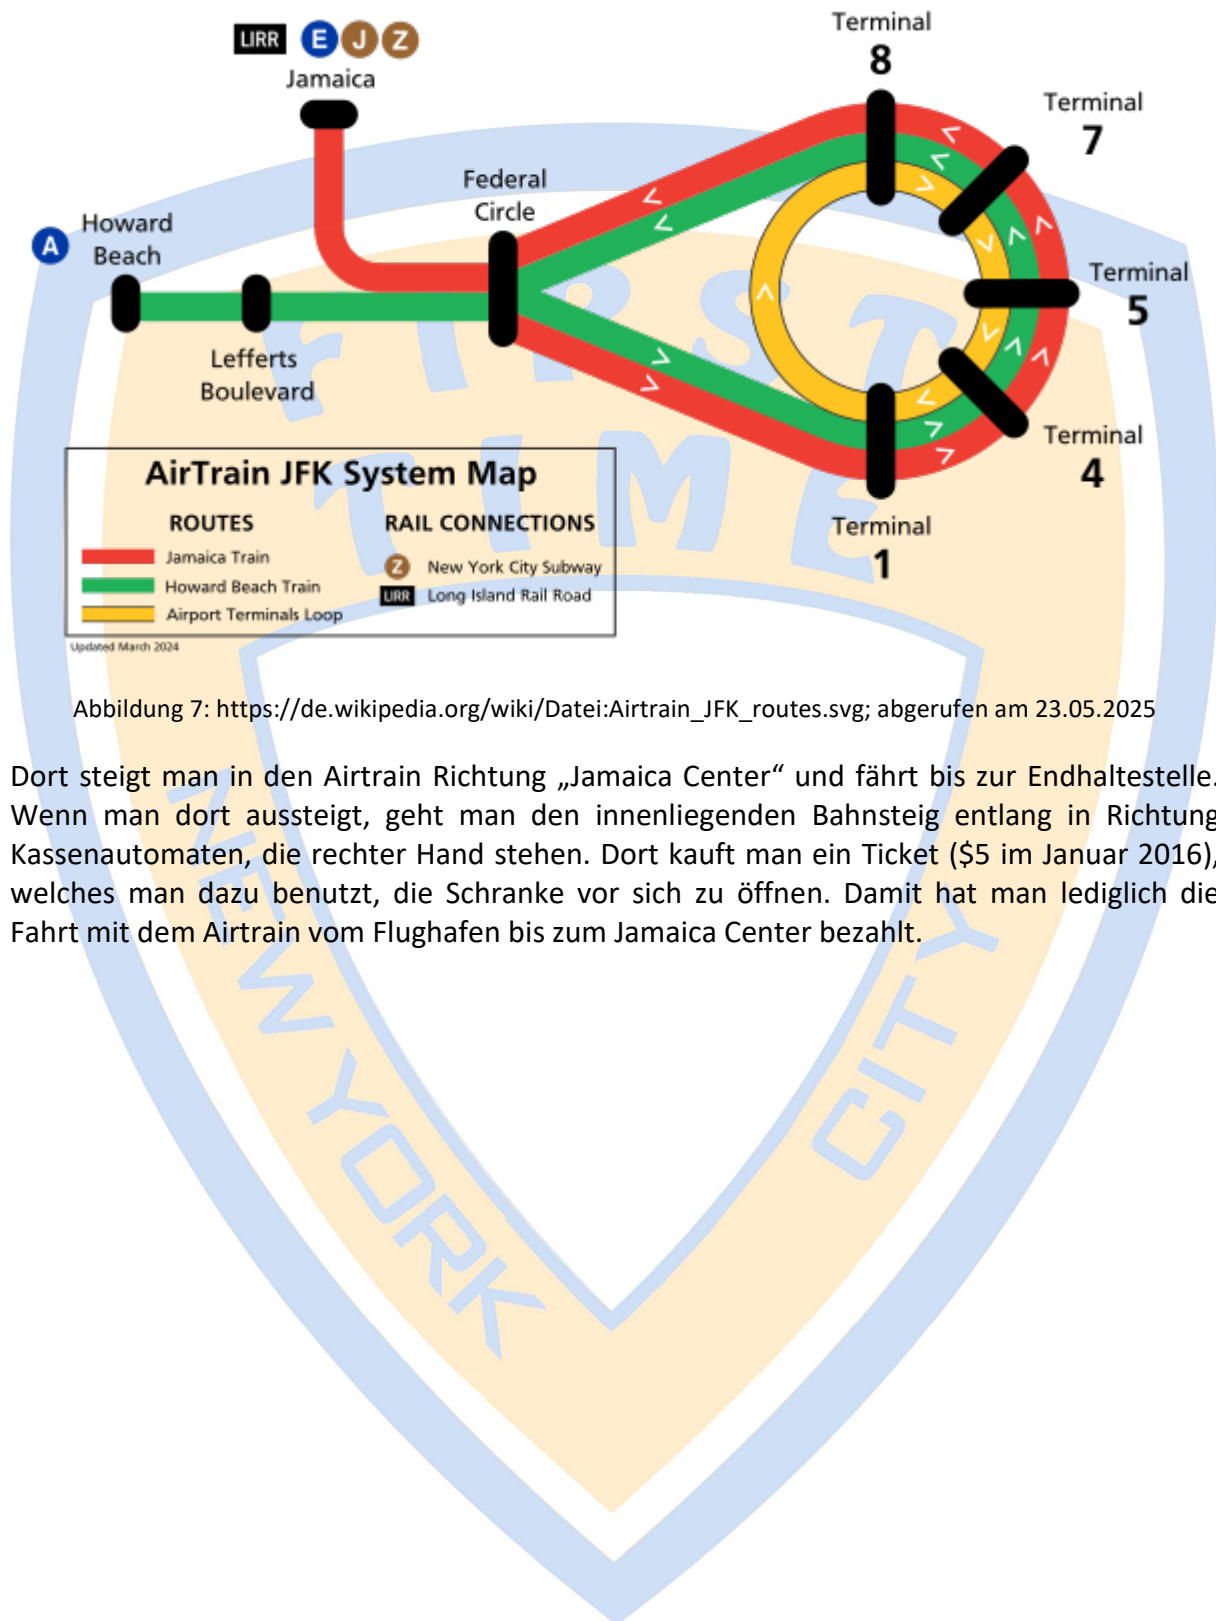 LIRR E J Z
Jamaica
Terminal
8
Terminal
7
Federal
Circle
A
Howard
Beach
Terminal
5
Lefferts
Boulevard
Terminal
4
Terminal
1
AirTrain JFK System Map
ROUTES
Jamaica Train
Howard Beach Train
Airport Terminals Loop
RAIL CONNECTIONS
Z New York City Subway
LIRR Long Island Rail Road
Updated March 2024
Abbildung 7: https://de.wikipedia.org/wiki/Datei:Airtrain_JFK_routes.svg; abgerufen am 23.05.2025
Dort steigt man in den Airtrain Richtung „Jamaica Center“ und fährt bis zur Endhaltestelle.
Wenn man dort aussteigt, geht man den innenliegenden Bahnsteig entlang in Richtung
Kassenautomaten, die rechter Hand stehen. Dort kauft man ein Ticket ($5 im Januar 2016),
welches man dazu benutzt, die Schranke vor sich zu öffnen. Damit hat man lediglich die
Fahrt mit dem Airtrain vom Flughafen bis zum Jamaica Center bezahlt.
FIRST
TIME
NEW YORK
CITY